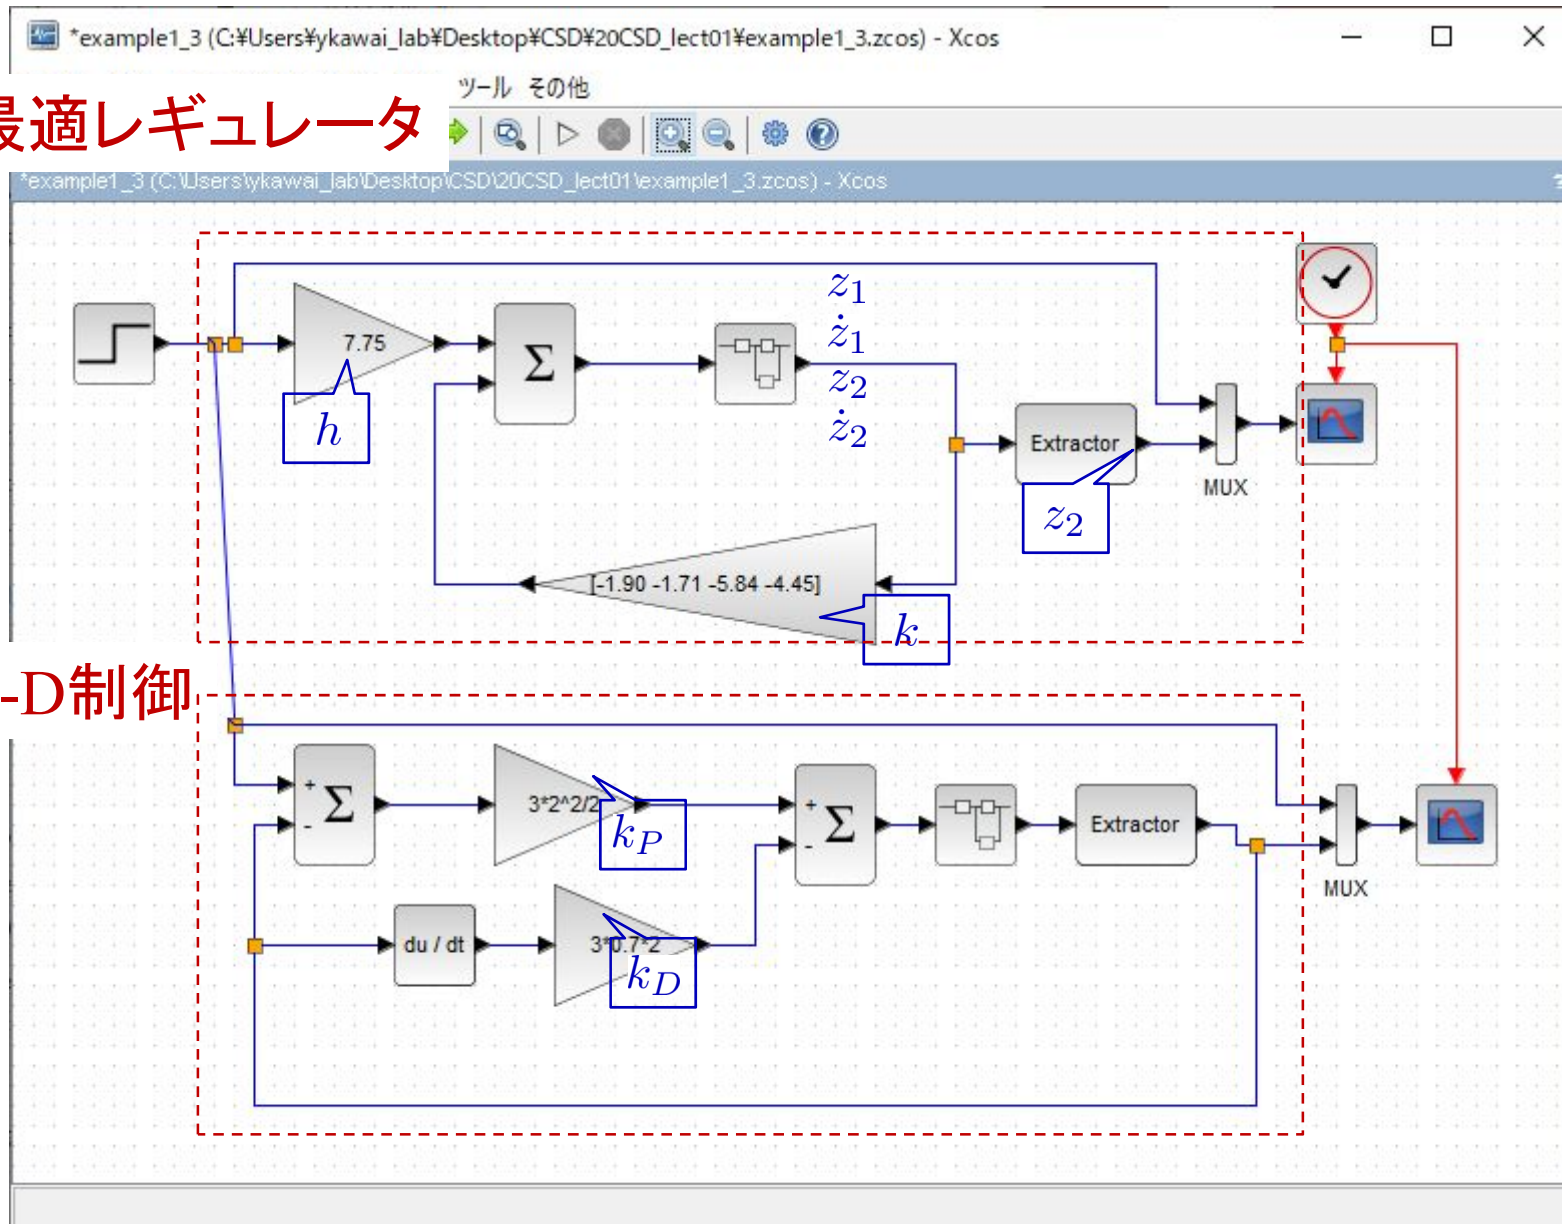 *example1_3 (C:¥Users¥ykawai_lab¥Desktop¥CSD¥20CSD_lect01¥example1_3.zcos) - Xcos
ツール その他
最適レギュレータ
*example1_3 (C:\Users\ykawai_lab\Desktop\CSD\20CSD_lect01\example1_3.zcos) - Xcos
z₁
ż₁
z₂
ż₂
7.75
h
Σ
Extractor
z₂
MUX
[-1.90 -1.71 -5.84 -4.45]
k
-D制御
+
-
Σ
3*2^2/2
k_P
+
-
Σ
Extractor
MUX
du / dt
3*0.7*2
k_D